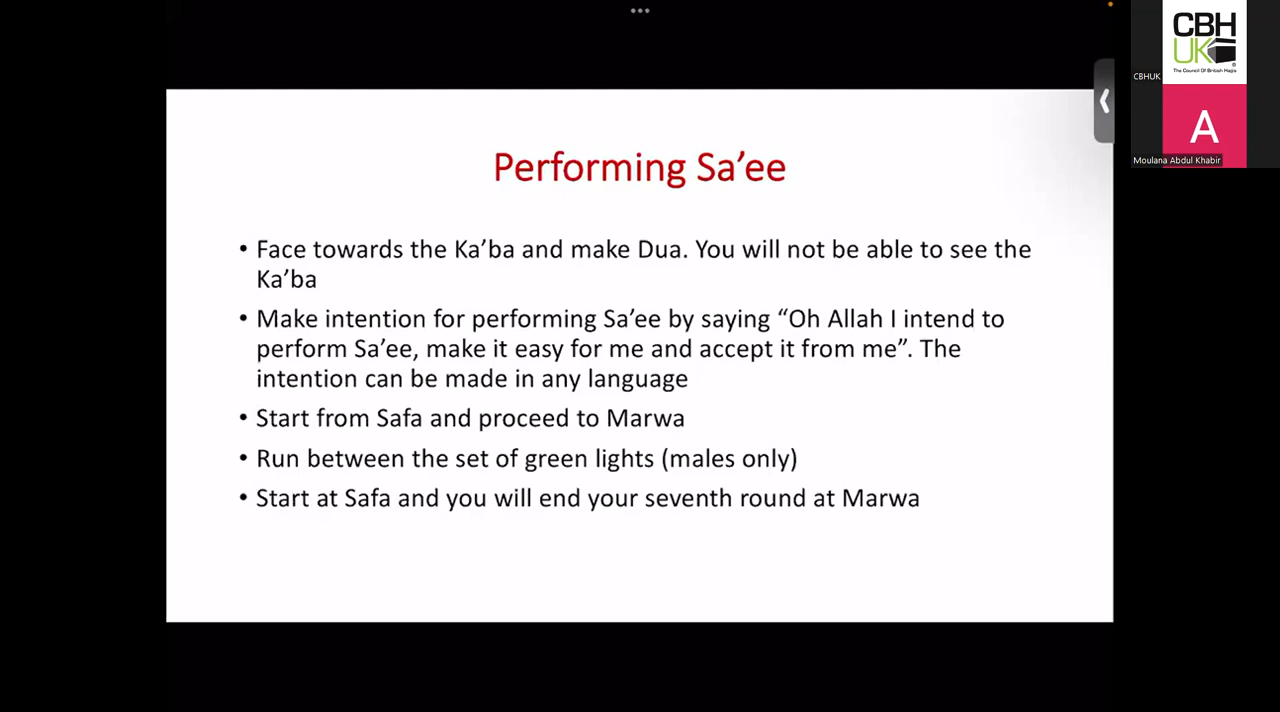 Performing Sa’ee
• Face towards the Ka’ba and make Dua. You will not be able to see the
Ka’ba
• Make intention for performing Sa’ee by saying “Oh Allah I intend to
perform Sa’ee, make it easy for me and accept it from me”. The
intention can be made in any language
• Start from Safa and proceed to Marwa
• Run between the set of green lights (males only)
• Start at Safa and you will end your seventh round at Marwa
CBH
UK
The Council Of British Hajjis
CBHUK
A
Moulana Abdul Khabir